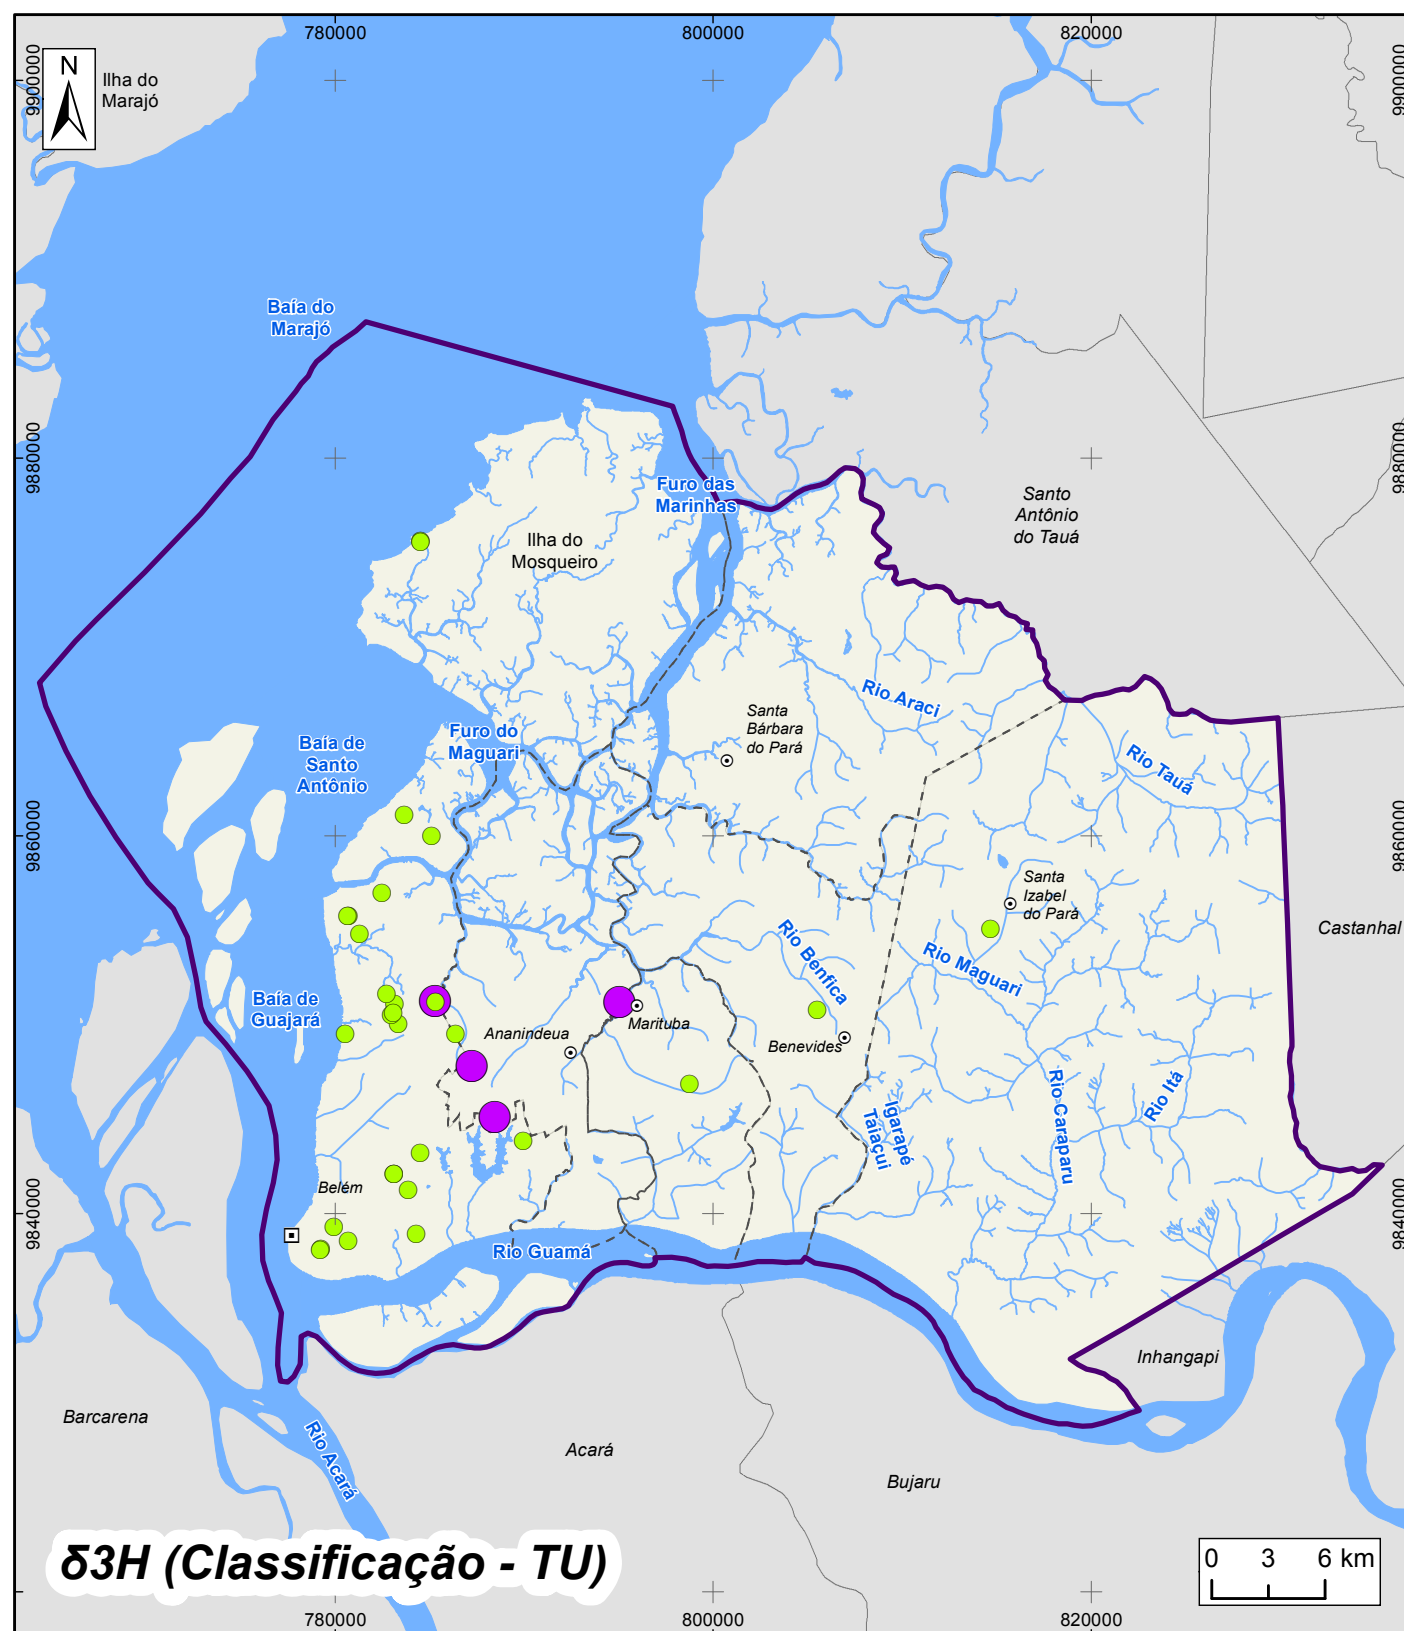 780000
800000
820000
9900000
9900000
N
Ilha do
Marajó
Baía do
Marajó
9880000
9880000
Furo das
Marinhas
Santo
Antônio
do Tauá
Ilha do
Mosqueiro
Rio Araci
Santa
Bárbara
do Pará
Furo do
Maguari
Baía de
Santo
Antônio
Rio Tauá
9860000
9860000
Santa
Izabel
do Pará
Castanhal
Rio Benfica
Rio Maguari
Baía de
Guajará
Ananindeua
Marituba
Benevides
Rio Caraparu
Rio Itá
Igarapé
Taiaçuí
Belém
9840000
9840000
Rio Guamá
Inhangapi
Barcarena
Rio Acará
Acará
Bujaru
δ3H (Classificação - TU)
0 3 6 km
780000
800000
820000